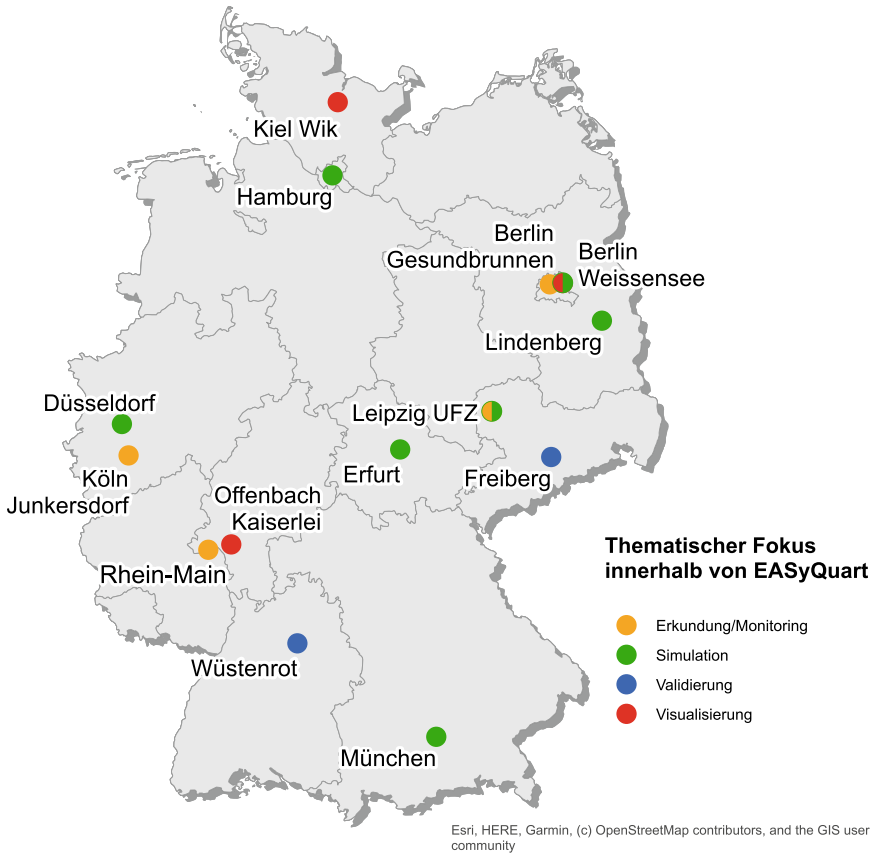 Kiel Wik
Hamburg
Berlin
Gesundbrunnen
Berlin
Weissensee
Lindenberg
Düsseldorf
Leipzig UFZ
Köln
Junkersdorf
Erfurt
Freiberg
Offenbach
Kaiserlei
Rhein-Main
Wüstenrot
München
Thematischer Fokus
innerhalb von EASyQuart
Erkundung/Monitoring
Simulation
Validierung
Visualisierung
Esri, HERE, Garmin, (c) OpenStreetMap contributors, and the GIS user
community